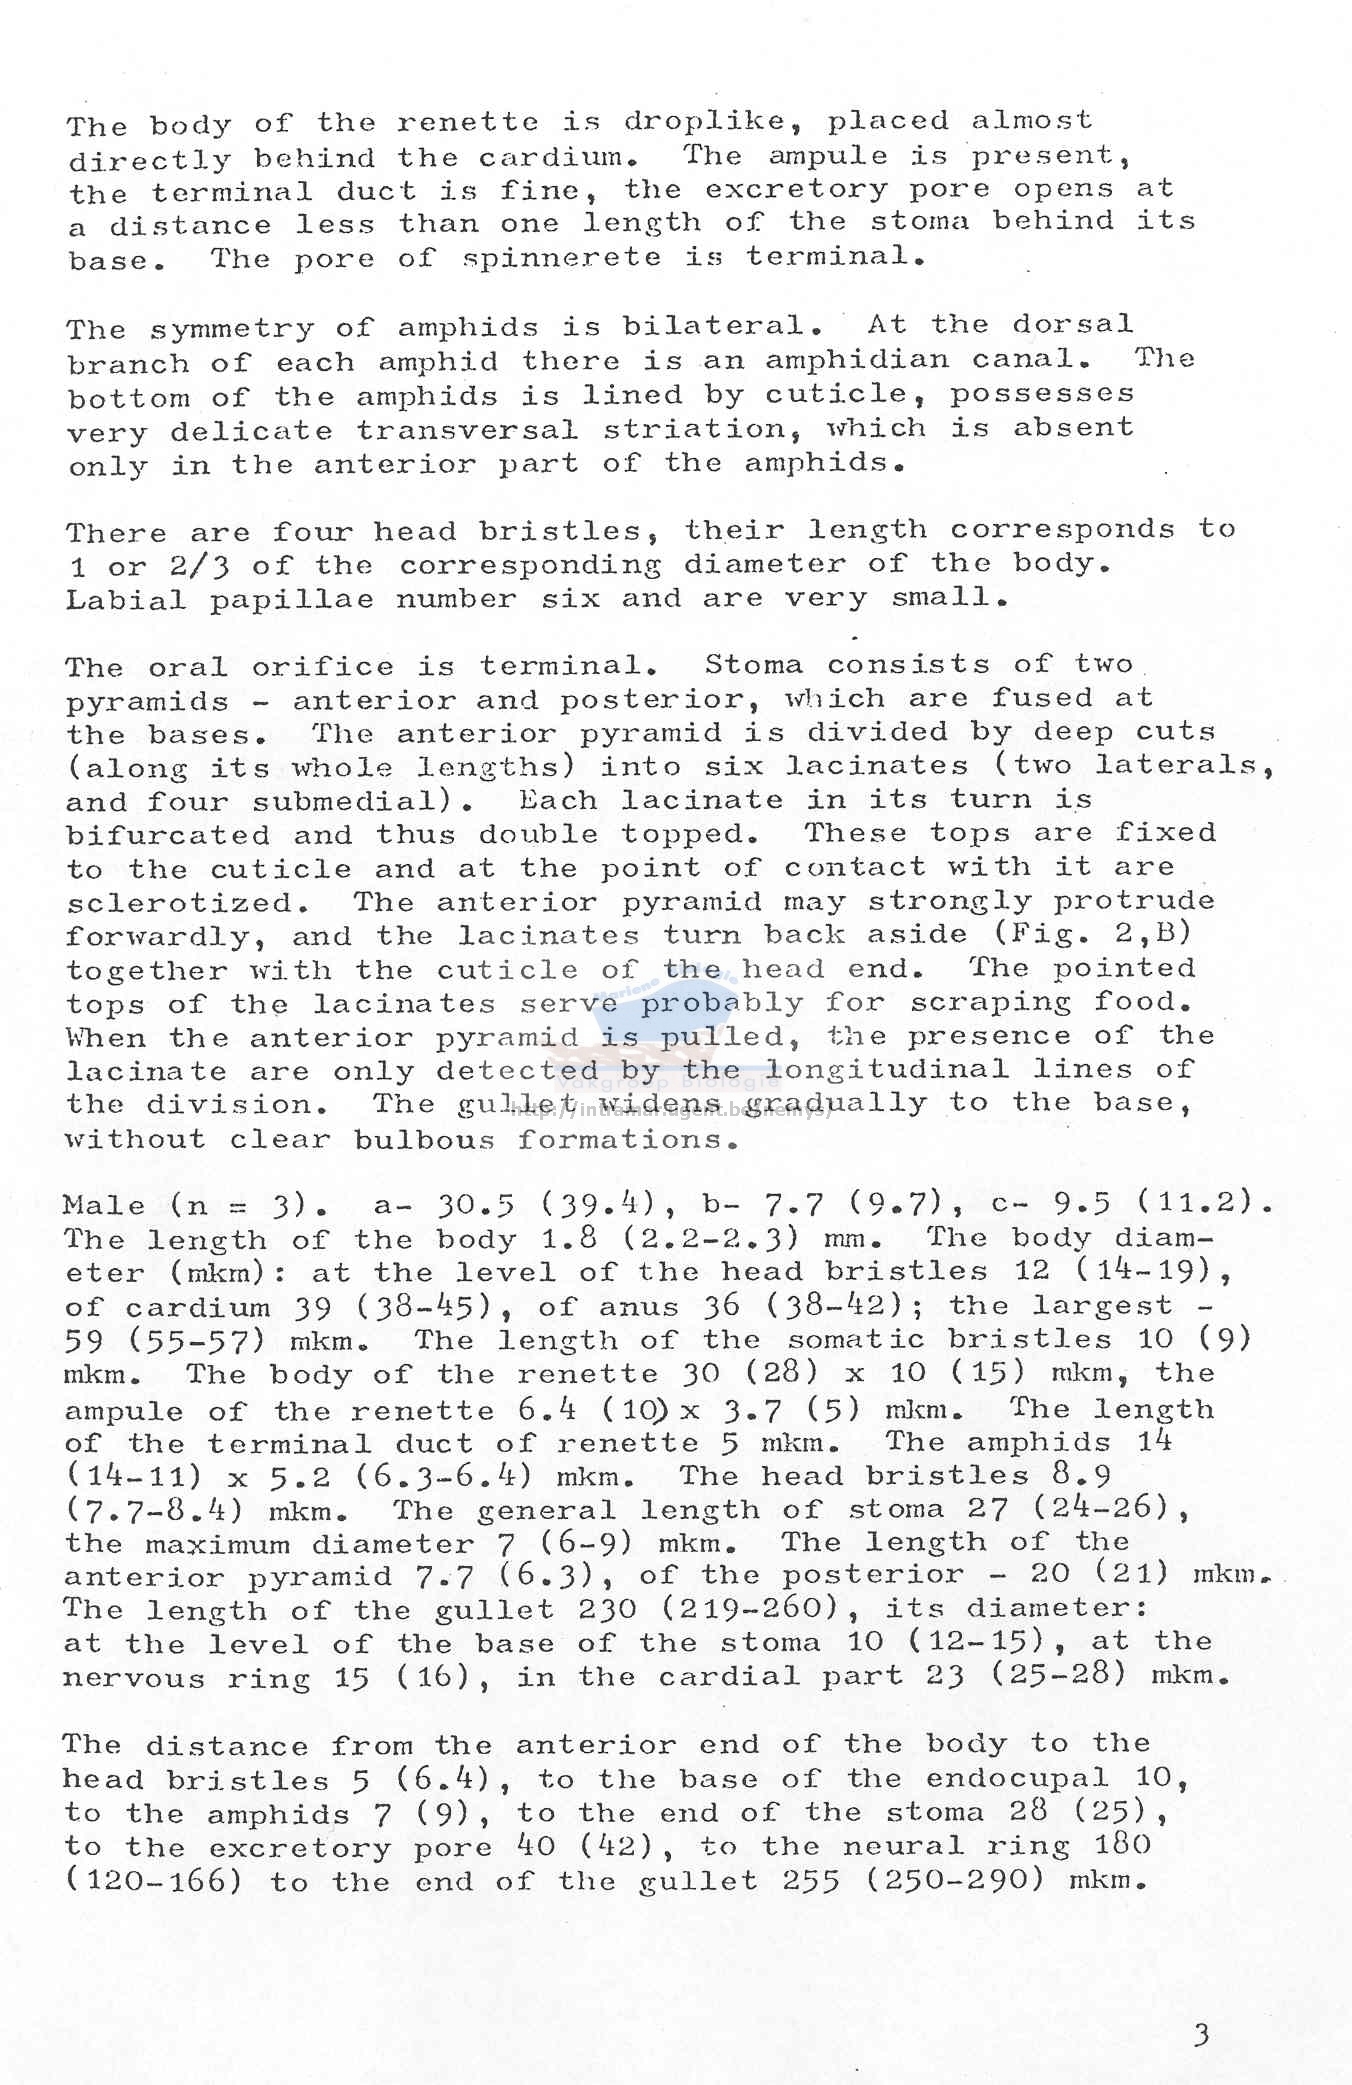 The body of the renette is droplike, placed almost
directly behind the cardium. The ampule is present,
the terminal duct is fine, the excretory pore opens at
a distance less than one length of the stoma behind its
base. The pore of spinnerete is terminal.
The symmetry of amphids is bilateral. At the dorsal
branch of each amphid there is an amphidian canal. The
bottom of the amphids is lined by cuticle, possesses
very delicate transversal striation, which is absent
only in the anterior part of the amphids.
There are four head bristles, their length corresponds to
1 or 2/3 of the corresponding diameter of the body.
Labial papillae number six and are very small.
The oral orifice is terminal. Stoma consists of two
pyramids - anterior and posterior, which are fused at
the bases. The anterior pyramid is divided by deep cuts
(along its whole lengths) into six lacinates (two laterals,
and four submedial). Each lacinate in its turn is
bifurcated and thus double topped. These tops are fixed
to the cuticle and at the point of contact with it are
sclerotized. The anterior pyramid may strongly protrude
forwardly, and the lacinates turn back aside (Fig. 2,B)
together with the cuticle of the head end. The pointed
tops of the lacinates serve probably for scraping food.
When the anterior pyramid is pulled, the presence of the
lacinate are only detected by the longitudinal lines of
the division. The gullet widens gradually to the base,
without clear bulbous formations.
Male (n = 3). a- 30.5 (39.4), b- 7.7 (9.7), c- 9.5 (11.2).
The length of the body 1.8 (2.2-2.3) mm. The body diam-
eter (mkm): at the level of the head bristles 12 (14-19),
of cardium 39 (38-45), of anus 36 (38-42); the largest -
59 (55-57) mkm. The length of the somatic bristles 10 (9)
mkm. The body of the renette 30 (28) x 10 (15) mkm, the
ampule of the renette 6.4 (10) x 3.7 (5) mkm. The length
of the terminal duct of renette 5 mkm. The amphids 14
(14-11) x 5.2 (6.3-6.4) mkm. The head bristles 8.9
(7.7-8.4) mkm. The general length of stoma 27 (24-26),
the maximum diameter 7 (6-9) mkm. The length of the
anterior pyramid 7.7 (6.3), of the posterior - 20 (21) mkm.
The length of the gullet 230 (219-260), its diameter:
at the level of the base of the stoma 10 (12-15), at the
nervous ring 15 (16), in the cardial part 23 (25-28) mkm.
The distance from the anterior end of the body to the
head bristles 5 (6.4), to the base of the endocupal 10,
to the amphids 7 (9), to the end of the stoma 28 (25),
to the excretory pore 40 (42), to the neural ring 180
(120-166) to the end of the gullet 255 (250-290) mkm.
3
Mariene Biologie
Vakgroep Biologie